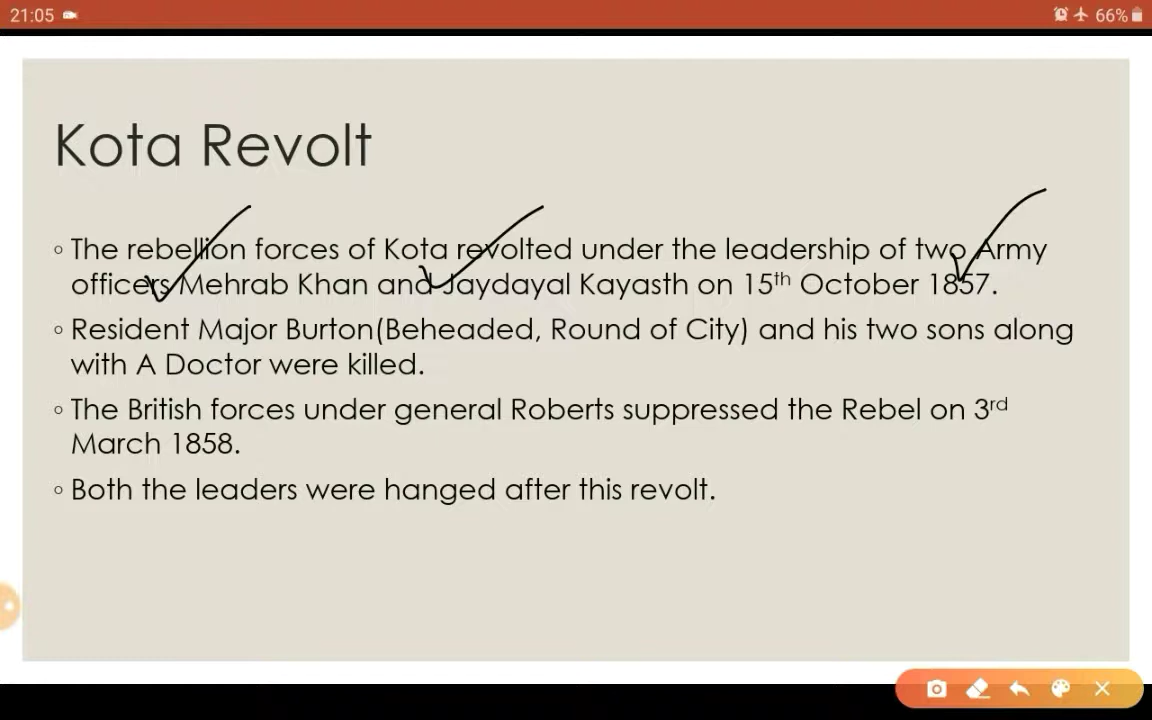 21:05
66%
Kota Revolt
◦ The rebellion forces of Kota revolted under the leadership of two Army
officers Mehrab Khan and Jaydayal Kayasth on 15th October 1857.
◦ Resident Major Burton(Beheaded, Round of City) and his two sons along
with A Doctor were killed.
◦ The British forces under general Roberts suppressed the Rebel on 3rd
March 1858.
◦ Both the leaders were hanged after this revolt.